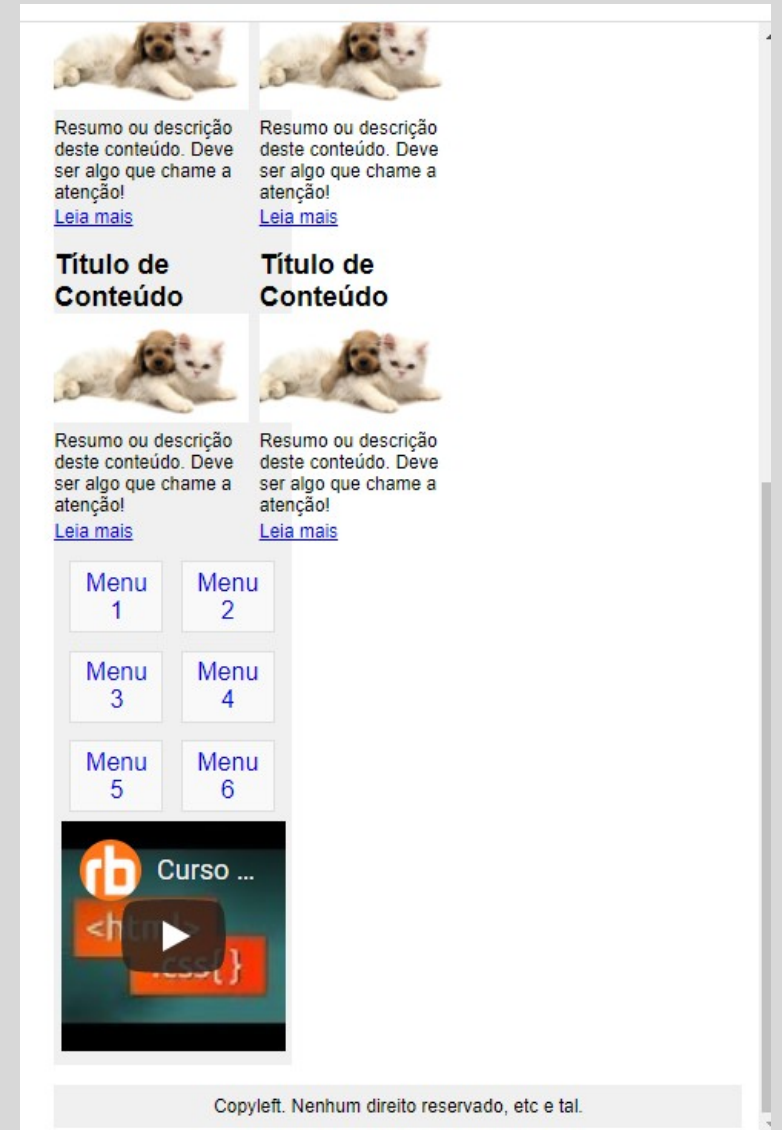 Resumo ou descrição
deste conteúdo. Deve
ser algo que chame a
atenção!
Leia mais
Resumo ou descrição
deste conteúdo. Deve
ser algo que chame a
atenção!
Leia mais
Título de
Conteúdo
Título de
Conteúdo
Resumo ou descrição
deste conteúdo. Deve
ser algo que chame a
atenção!
Leia mais
Resumo ou descrição
deste conteúdo. Deve
ser algo que chame a
atenção!
Leia mais
Menu
1
Menu
2
Menu
3
Menu
4
Menu
5
Menu
6
rb
Curso ...
<html>
.css{}
Copyleft. Nenhum direito reservado, etc e tal.